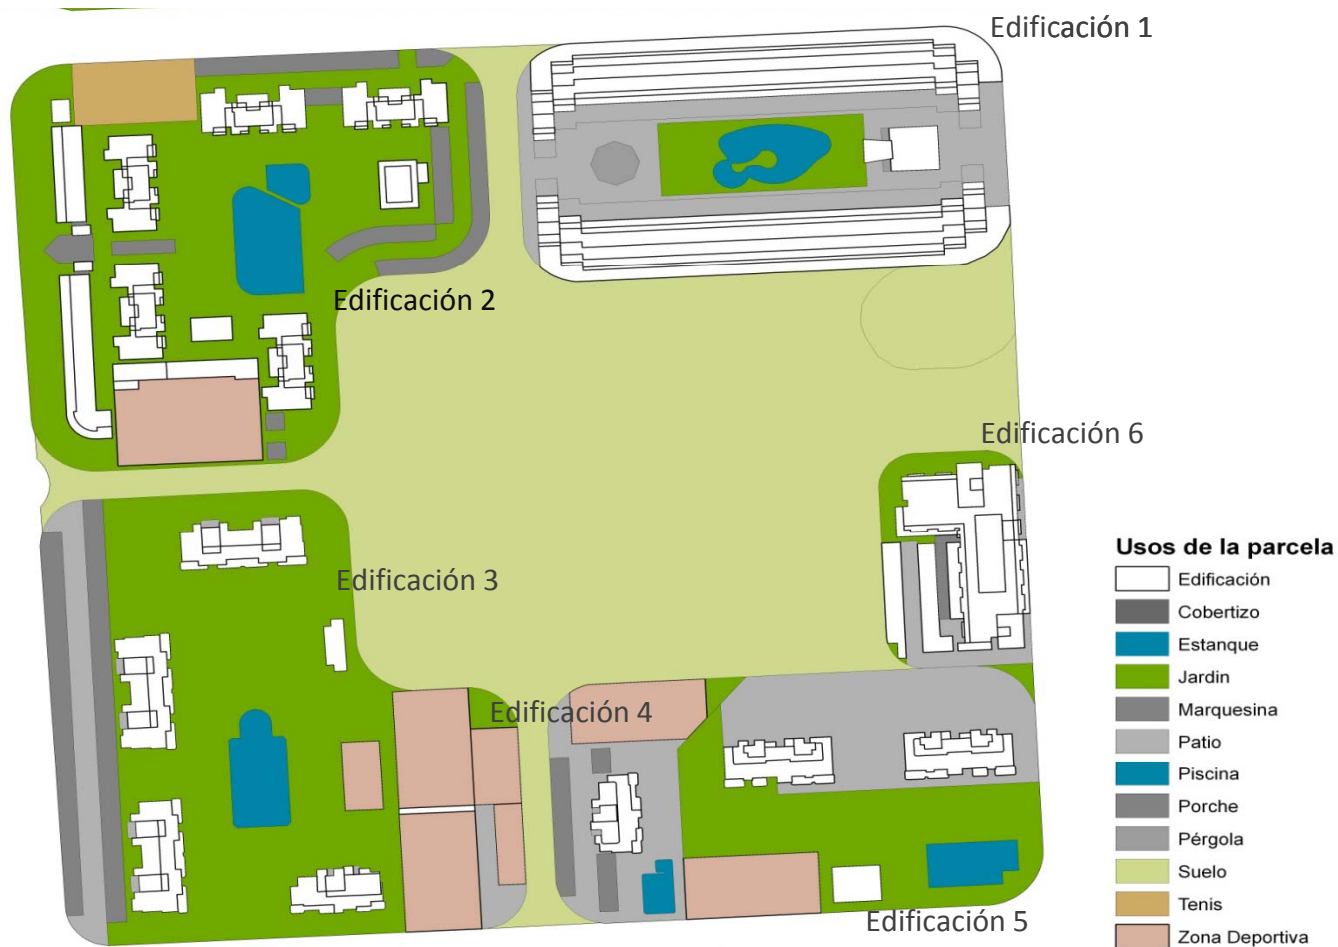 Edificación 1
Edificación 2
Edificación 6
Edificación 3
Edificación 4
Edificación 5
Usos de la parcela
Edificación
Cobertizo
Estanque
Jardin
Marquesina
Patio
Piscina
Porche
Pérgola
Suelo
Tenis
Zona Deportiva